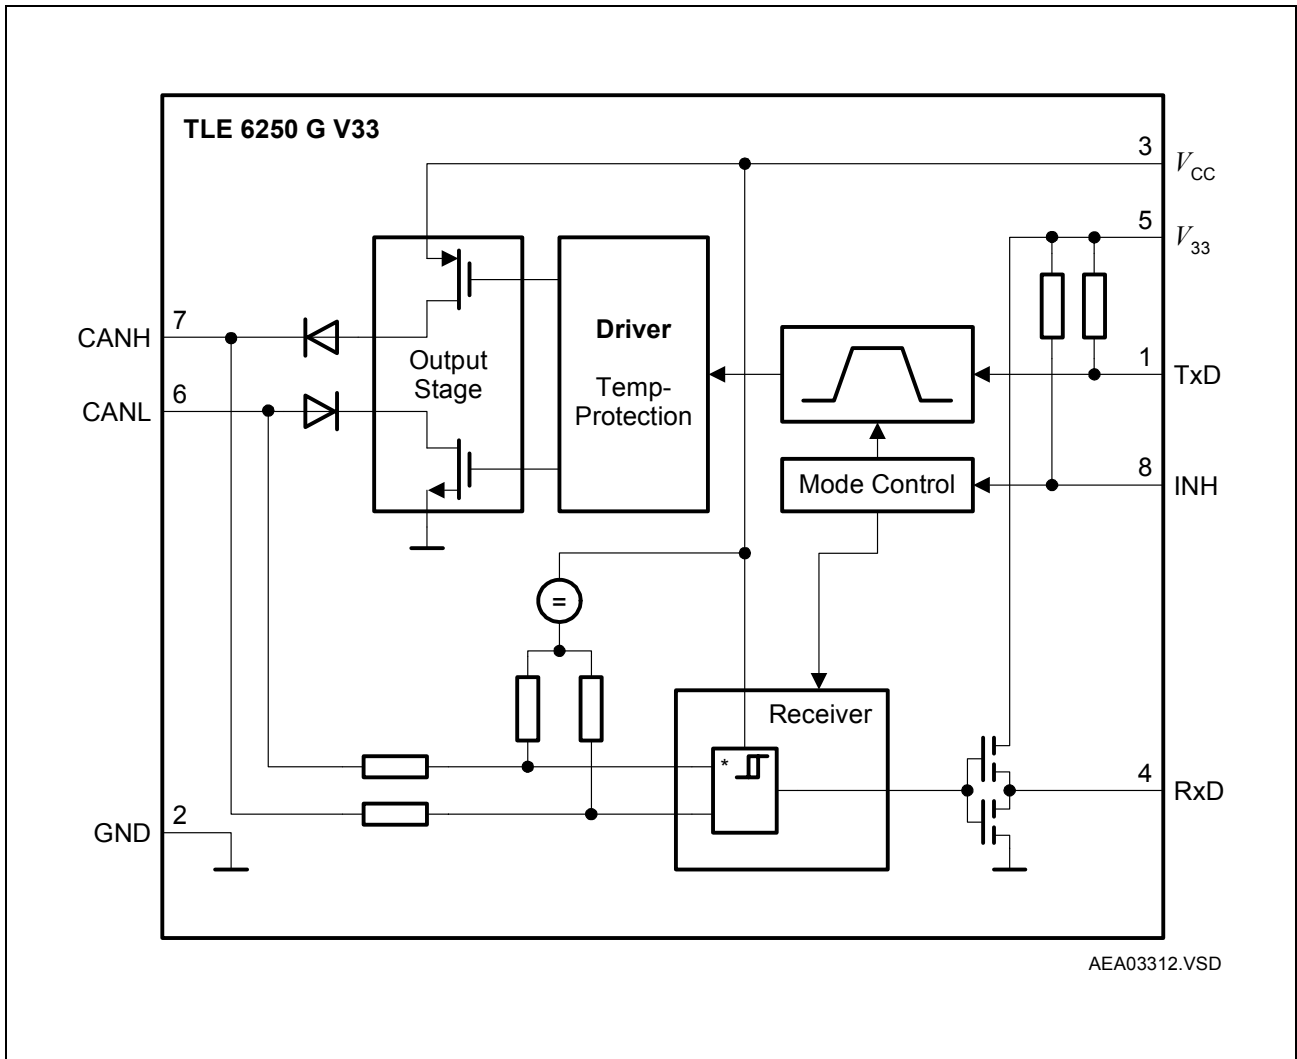 TLE 6250 G V33
3
VCC
5
V33
7
CANH
Driver
Output
Stage
Temp-
Protection
1
TxD
6
CANL
8
INH
Mode Control
=
Receiver
*
4
RxD
2
GND
AEA03312.VSD